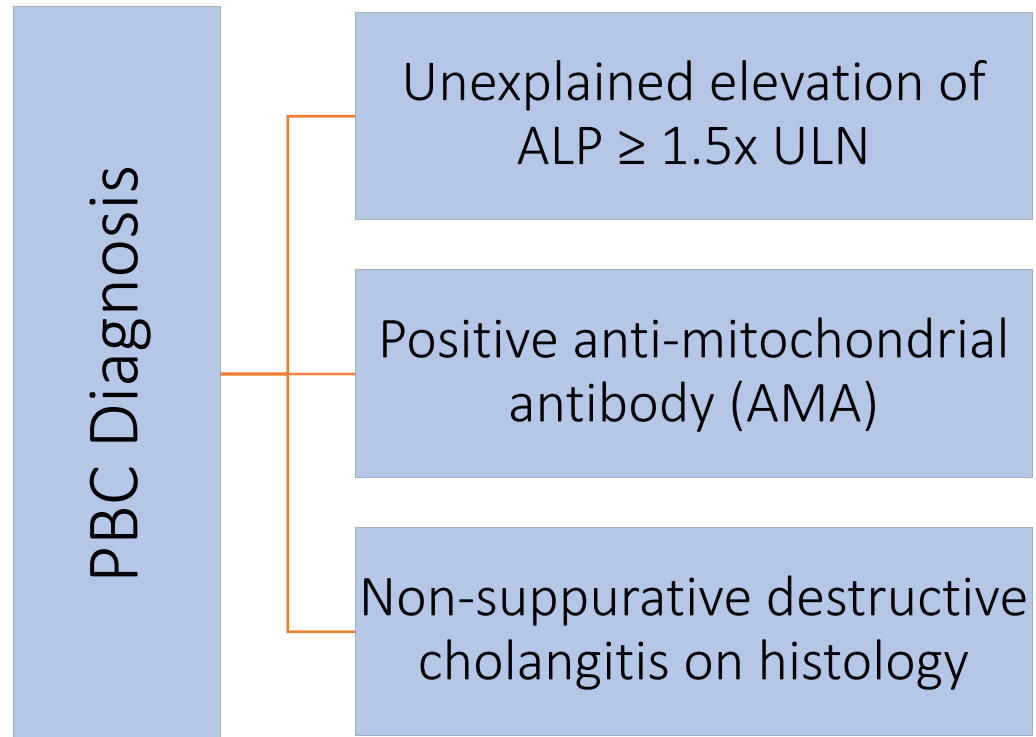 PBC Diagnosis
Unexplained elevation of
ALP ≥ 1.5x ULN
Positive anti-mitochondrial
antibody (AMA)
Non-suppurative destructive
cholangitis on histology